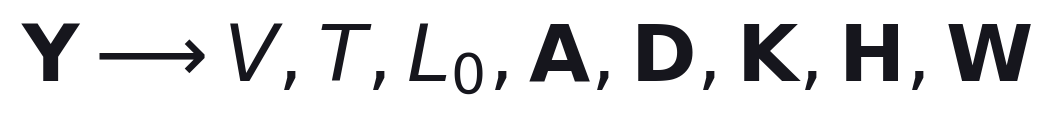 Y ⟶ V, T, L₀, A, D, K, H, W